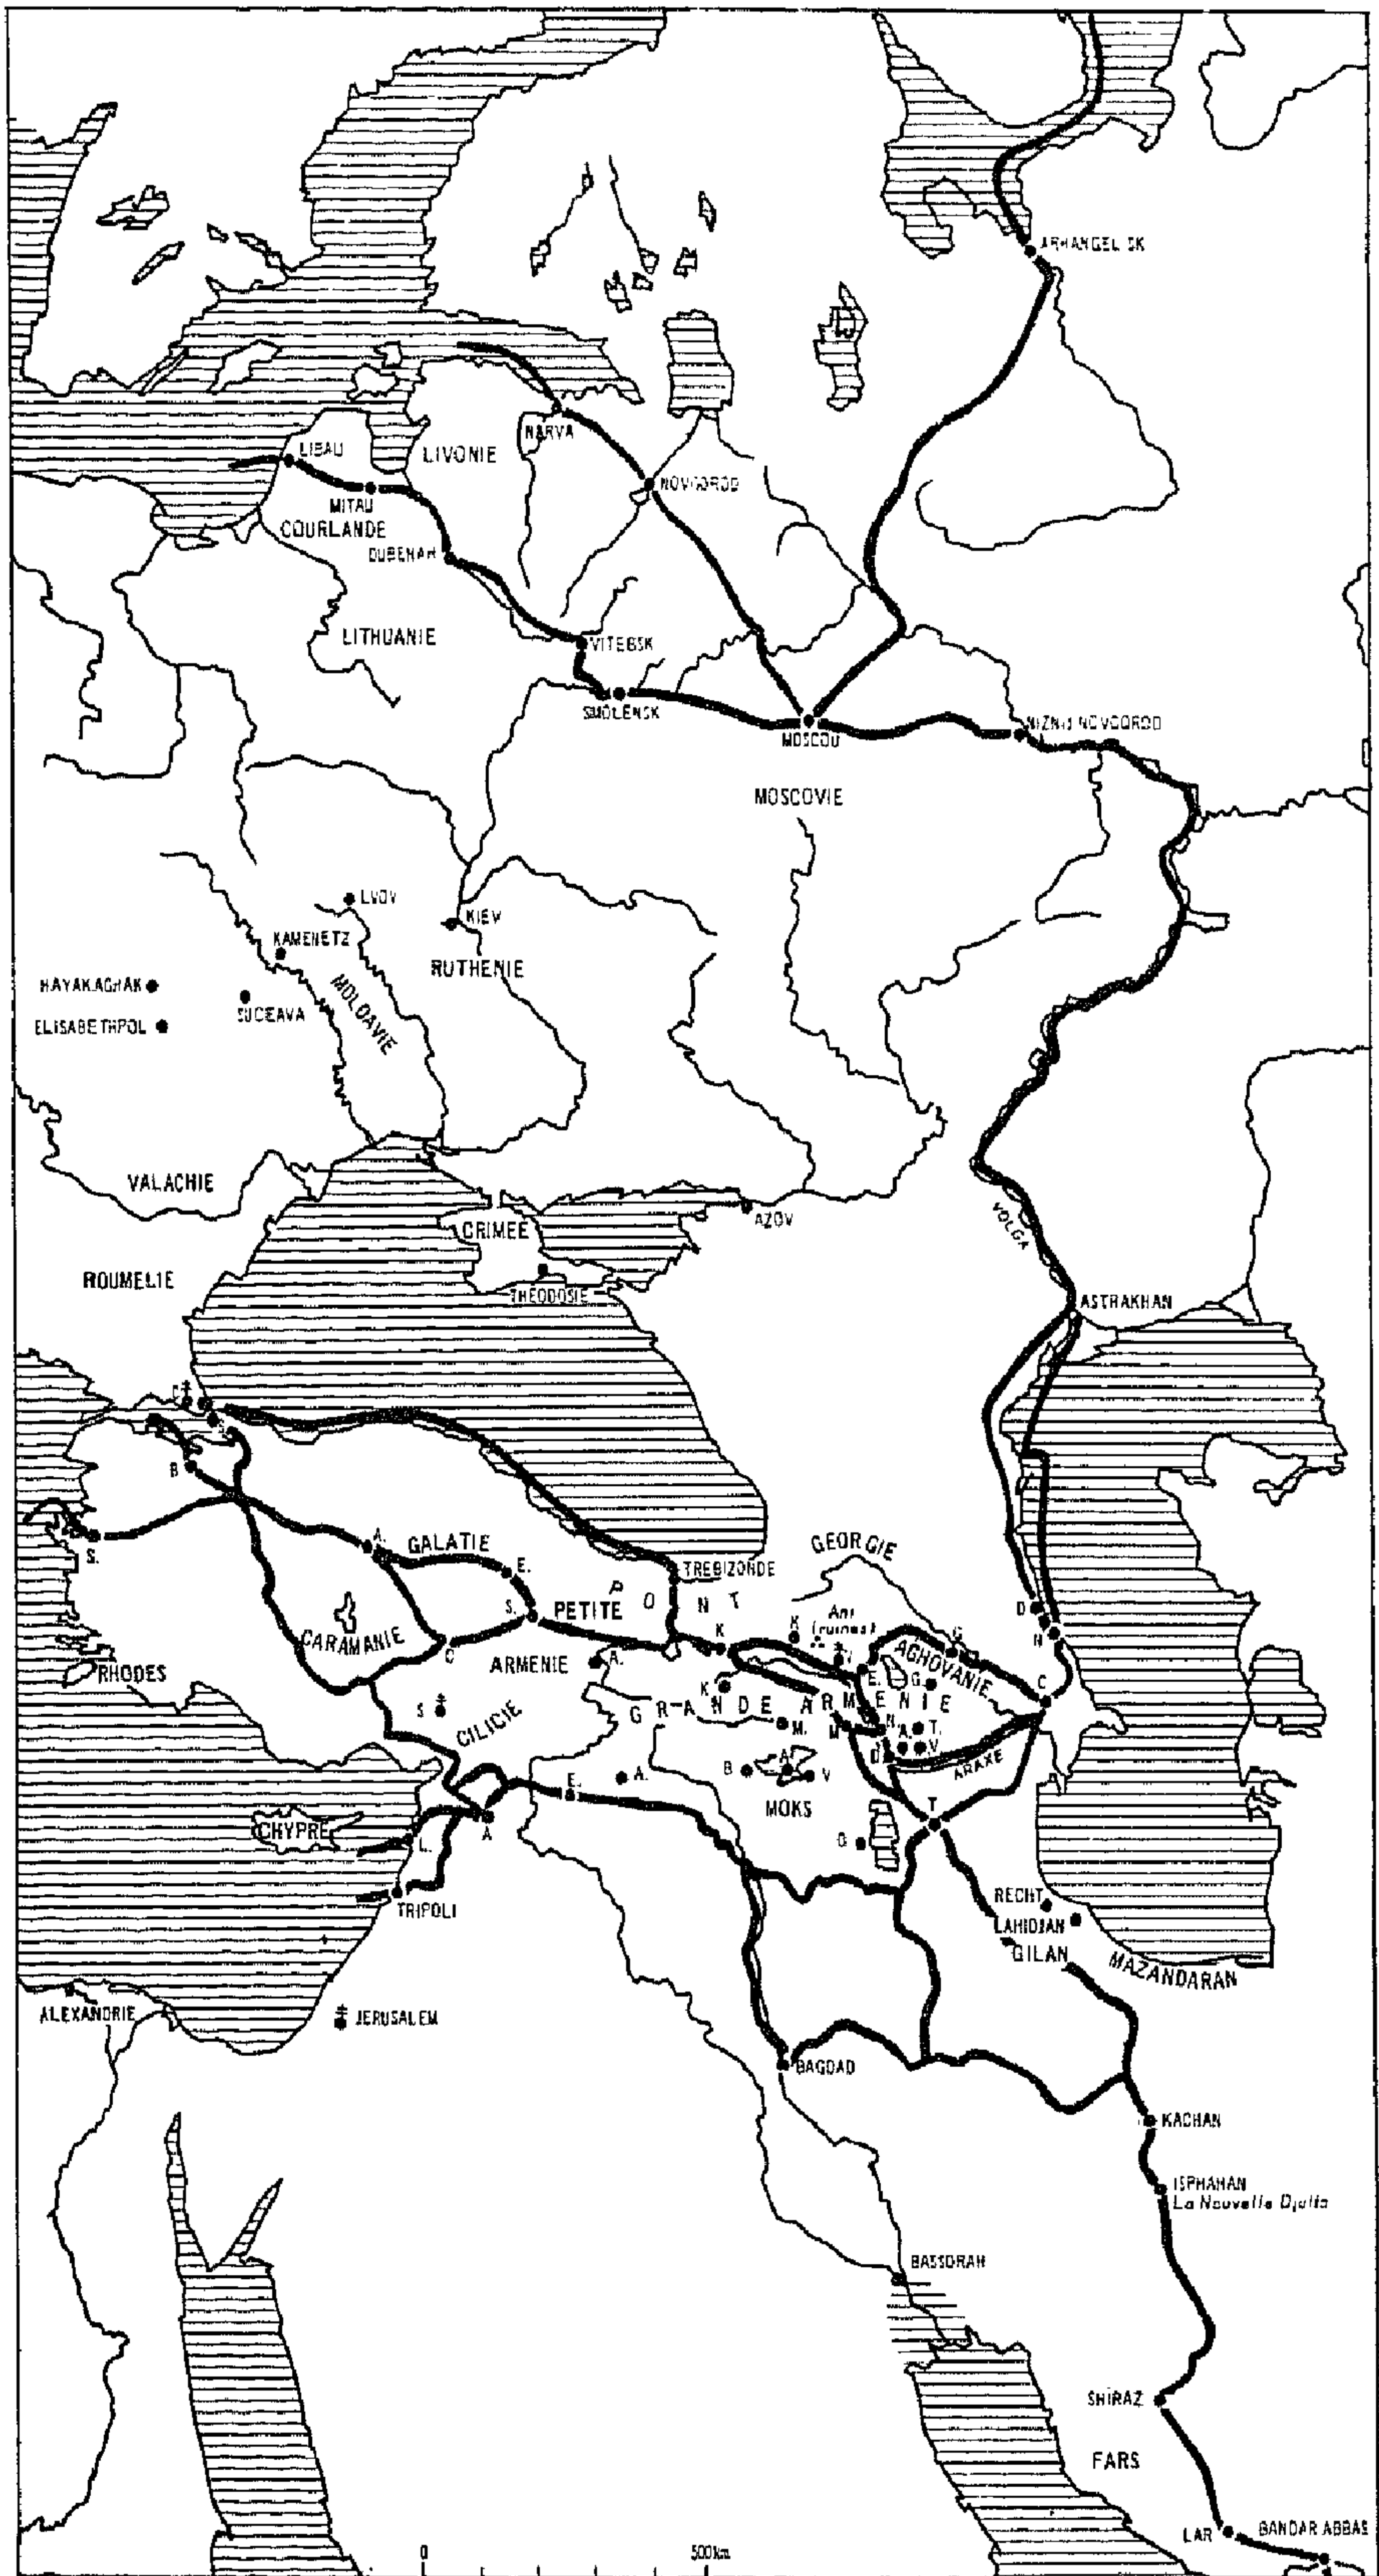 ARHANGEL SK
NARVA
LIBAU
LIVONIE
NOVGOROD
MITAU
COURLANDE
DUBENAH
LITHUANIE
VITEBSK
SMOLENSK
MOSCOU
NIZNIJ NOVGOROD
MOSCOVIE
LVOV
KIEV
KAMENETZ
RUTHENIE
HAYAKAGHAK
SUCEAVA
MOLDAVIE
ELISABETHPOL
VALACHIE
CRIMEE
AZOV
VOLGA
ROUMELIE
THEODOSIE
ASTRAKHAN
B
S.
A.
GALATIE
E.
GEORGIE
TREBIZONDE
PONT
S.
PETITE
D
N
K
K
Ani
(ruines)
G
CARAMANIE
C
ARMENIE
A.
AGHOVANIE
E.
G.
C
RHODES
K
GRANDE ARMENIE
S
CILICIE
M.
M
N
A
T.
V
D
ARAXE
E.
A.
B
A
V
MOKS
T
CHYPRE
L.
A
O
TRIPOLI
RECHT
LAHIDJAN
GILAN
MAZANDARAN
ALEXANDRIE
JERUSALEM
BAGDAD
KACHAN
ISPHAHAN
La Nouvelle Djulfa
BASSORAH
SHIRAZ
FARS
LAR
BANDAR ABBAS
0
500km